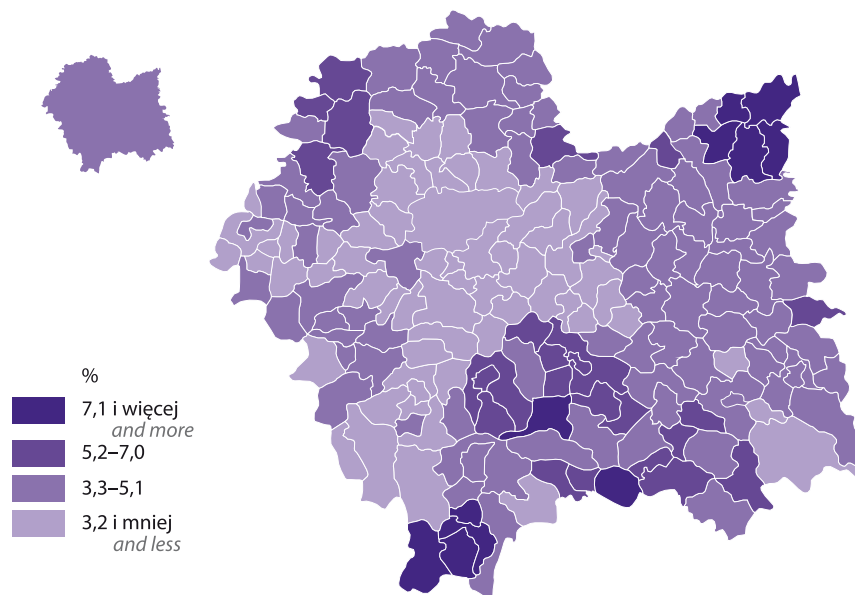 %
7,1 i więcej
and more
5,2–7,0
3,3–5,1
3,2 i mniej
and less